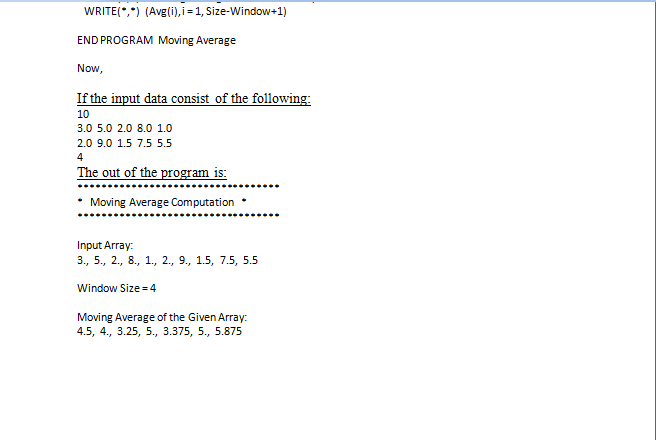 WRITE(*,*) (Avg(i),i = 1, Size-Window+1)
END PROGRAM Moving Average
Now,
If the input data consist of the following:
10
3.0 5.0 2.0 8.0 1.0
2.0 9.0 1.5 7.5 5.5
4
The out of the program is:
**********************************
* Moving Average Computation *
**********************************
Input Array:
3., 5., 2., 8., 1., 2., 9., 1.5, 7.5, 5.5
Window Size = 4
Moving Average of the Given Array:
4.5, 4., 3.25, 5., 3.375, 5., 5.875